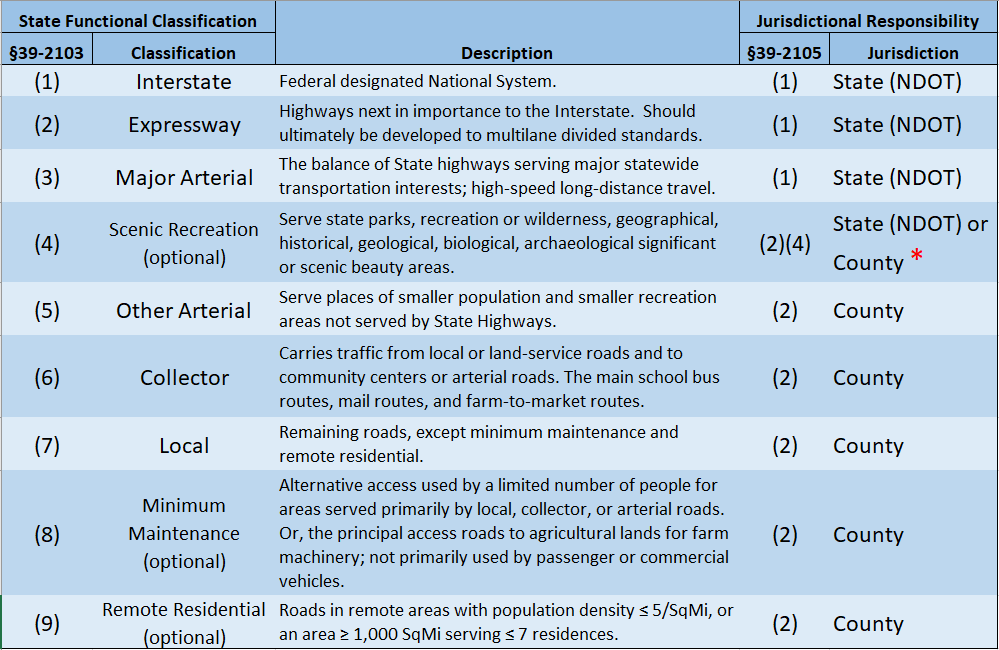 State Functional Classification
Jurisdictional Responsibility
§39-2103
Classification
Description
§39-2105
Jurisdiction
(1)
Interstate
Federal designated National System.
(1)
State (NDOT)
(2)
Expressway
Highways next in importance to the Interstate.  Should
ultimately be developed to multilane divided standards.
(1)
State (NDOT)
(3)
Major Arterial
The balance of State highways serving major statewide
transportation interests; high-speed long-distance travel.
(1)
State (NDOT)
(4)
Scenic Recreation
(optional)
Serve state parks, recreation or wilderness, geographical,
historical, geological, biological, archaeological significant
or scenic beauty areas.
(2)(4)
State (NDOT) or
County *
(5)
Other Arterial
Serve places of smaller population and smaller recreation
areas not served by State Highways.
(2)
County
(6)
Collector
Carries traffic from local or land-service roads and to
community centers or arterial roads. The main school bus
routes, mail routes, and farm-to-market routes.
(2)
County
(7)
Local
Remaining roads, except minimum maintenance and
remote residential.
(2)
County
(8)
Minimum
Maintenance
(optional)
Alternative access used by a limited number of people for
areas served primarily by local, collector, or arterial roads.
Or, the principal access roads to agricultural lands for farm
machinery; not primarily used by passenger or commercial
vehicles.
(2)
County
(9)
Remote Residential
(optional)
Roads in remote areas with population density ≤ 5/SqMi, or
an area ≥ 1,000 SqMi serving ≤ 7 residences.
(2)
County